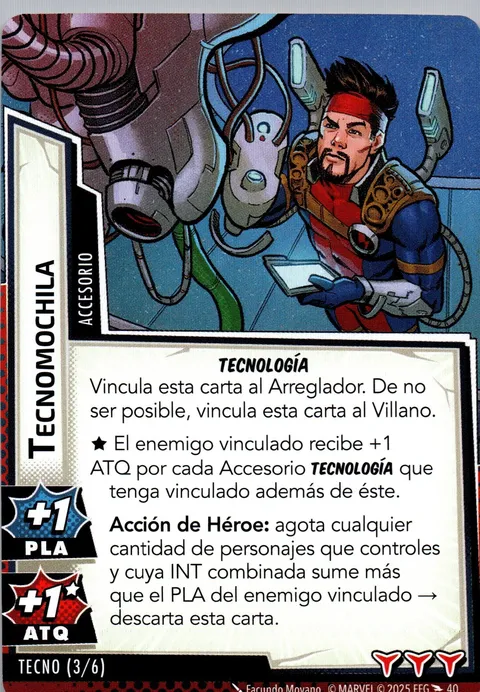 TECNOMOCHILA
ACCESORIO
TECNOLOGÍA
Vincula esta carta al Arreglador. De no
ser posible, vincula esta carta al Villano.
★ El enemigo vinculado recibe +1
ATQ por cada Accesorio TECNOLOGÍA que
tenga vinculado además de éste.
Acción de Héroe: agota cualquier
cantidad de personajes que controles
y cuya INT combinada sume más
que el PLA del enemigo vinculado →
descarta esta carta.
+1
PLA
+1★
ATQ
TECNO (3/6)
Facundo Moyano. © MARVEL © 2025 FFG 40